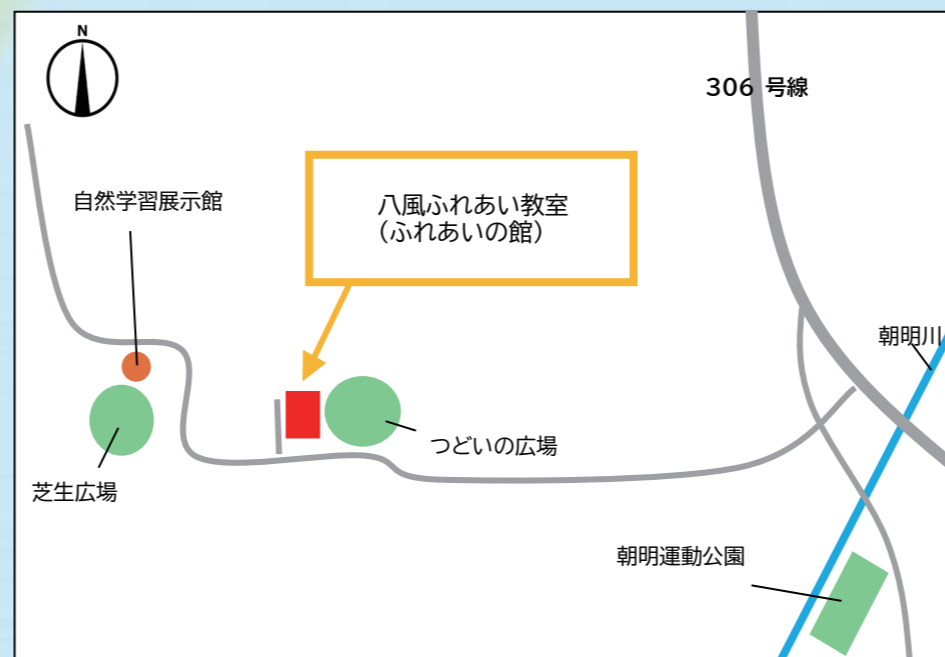 N
306 号線
自然学習展示館
八風ふれあい教室
（ふれあいの館）
朝明川
つどいの広場
芝生広場
朝明運動公園